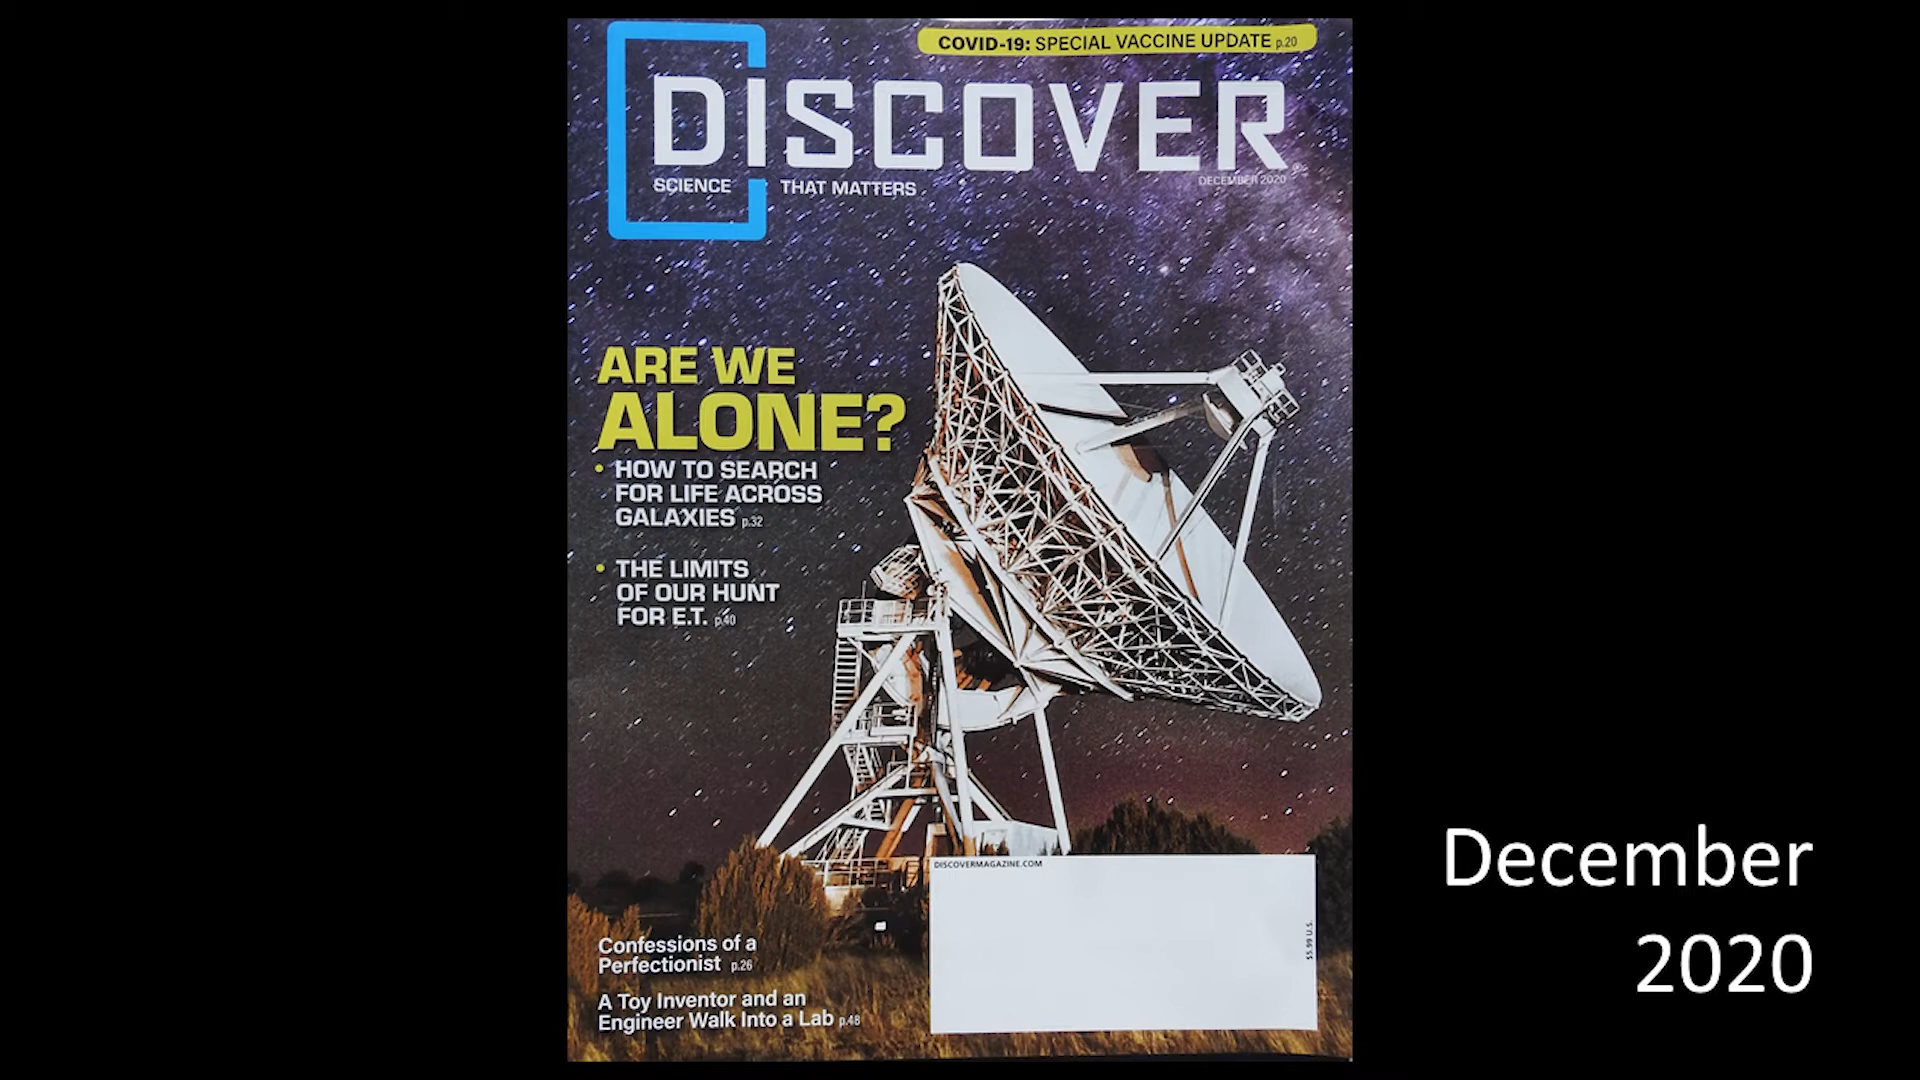 COVID-19: SPECIAL VACCINE UPDATE p.20
DISCOVER
DECEMBER 2020
SCIENCE THAT MATTERS
ARE WE
ALONE?
• HOW TO SEARCH
FOR LIFE ACROSS
GALAXIES p.32
• THE LIMITS
OF OUR HUNT
FOR E.T. p.40
DISCOVERMAGAZINE.COM
$5.99 U.S.
Confessions of a
Perfectionist p.26
A Toy Inventor and an
Engineer Walk Into a Lab p.48
December
2020